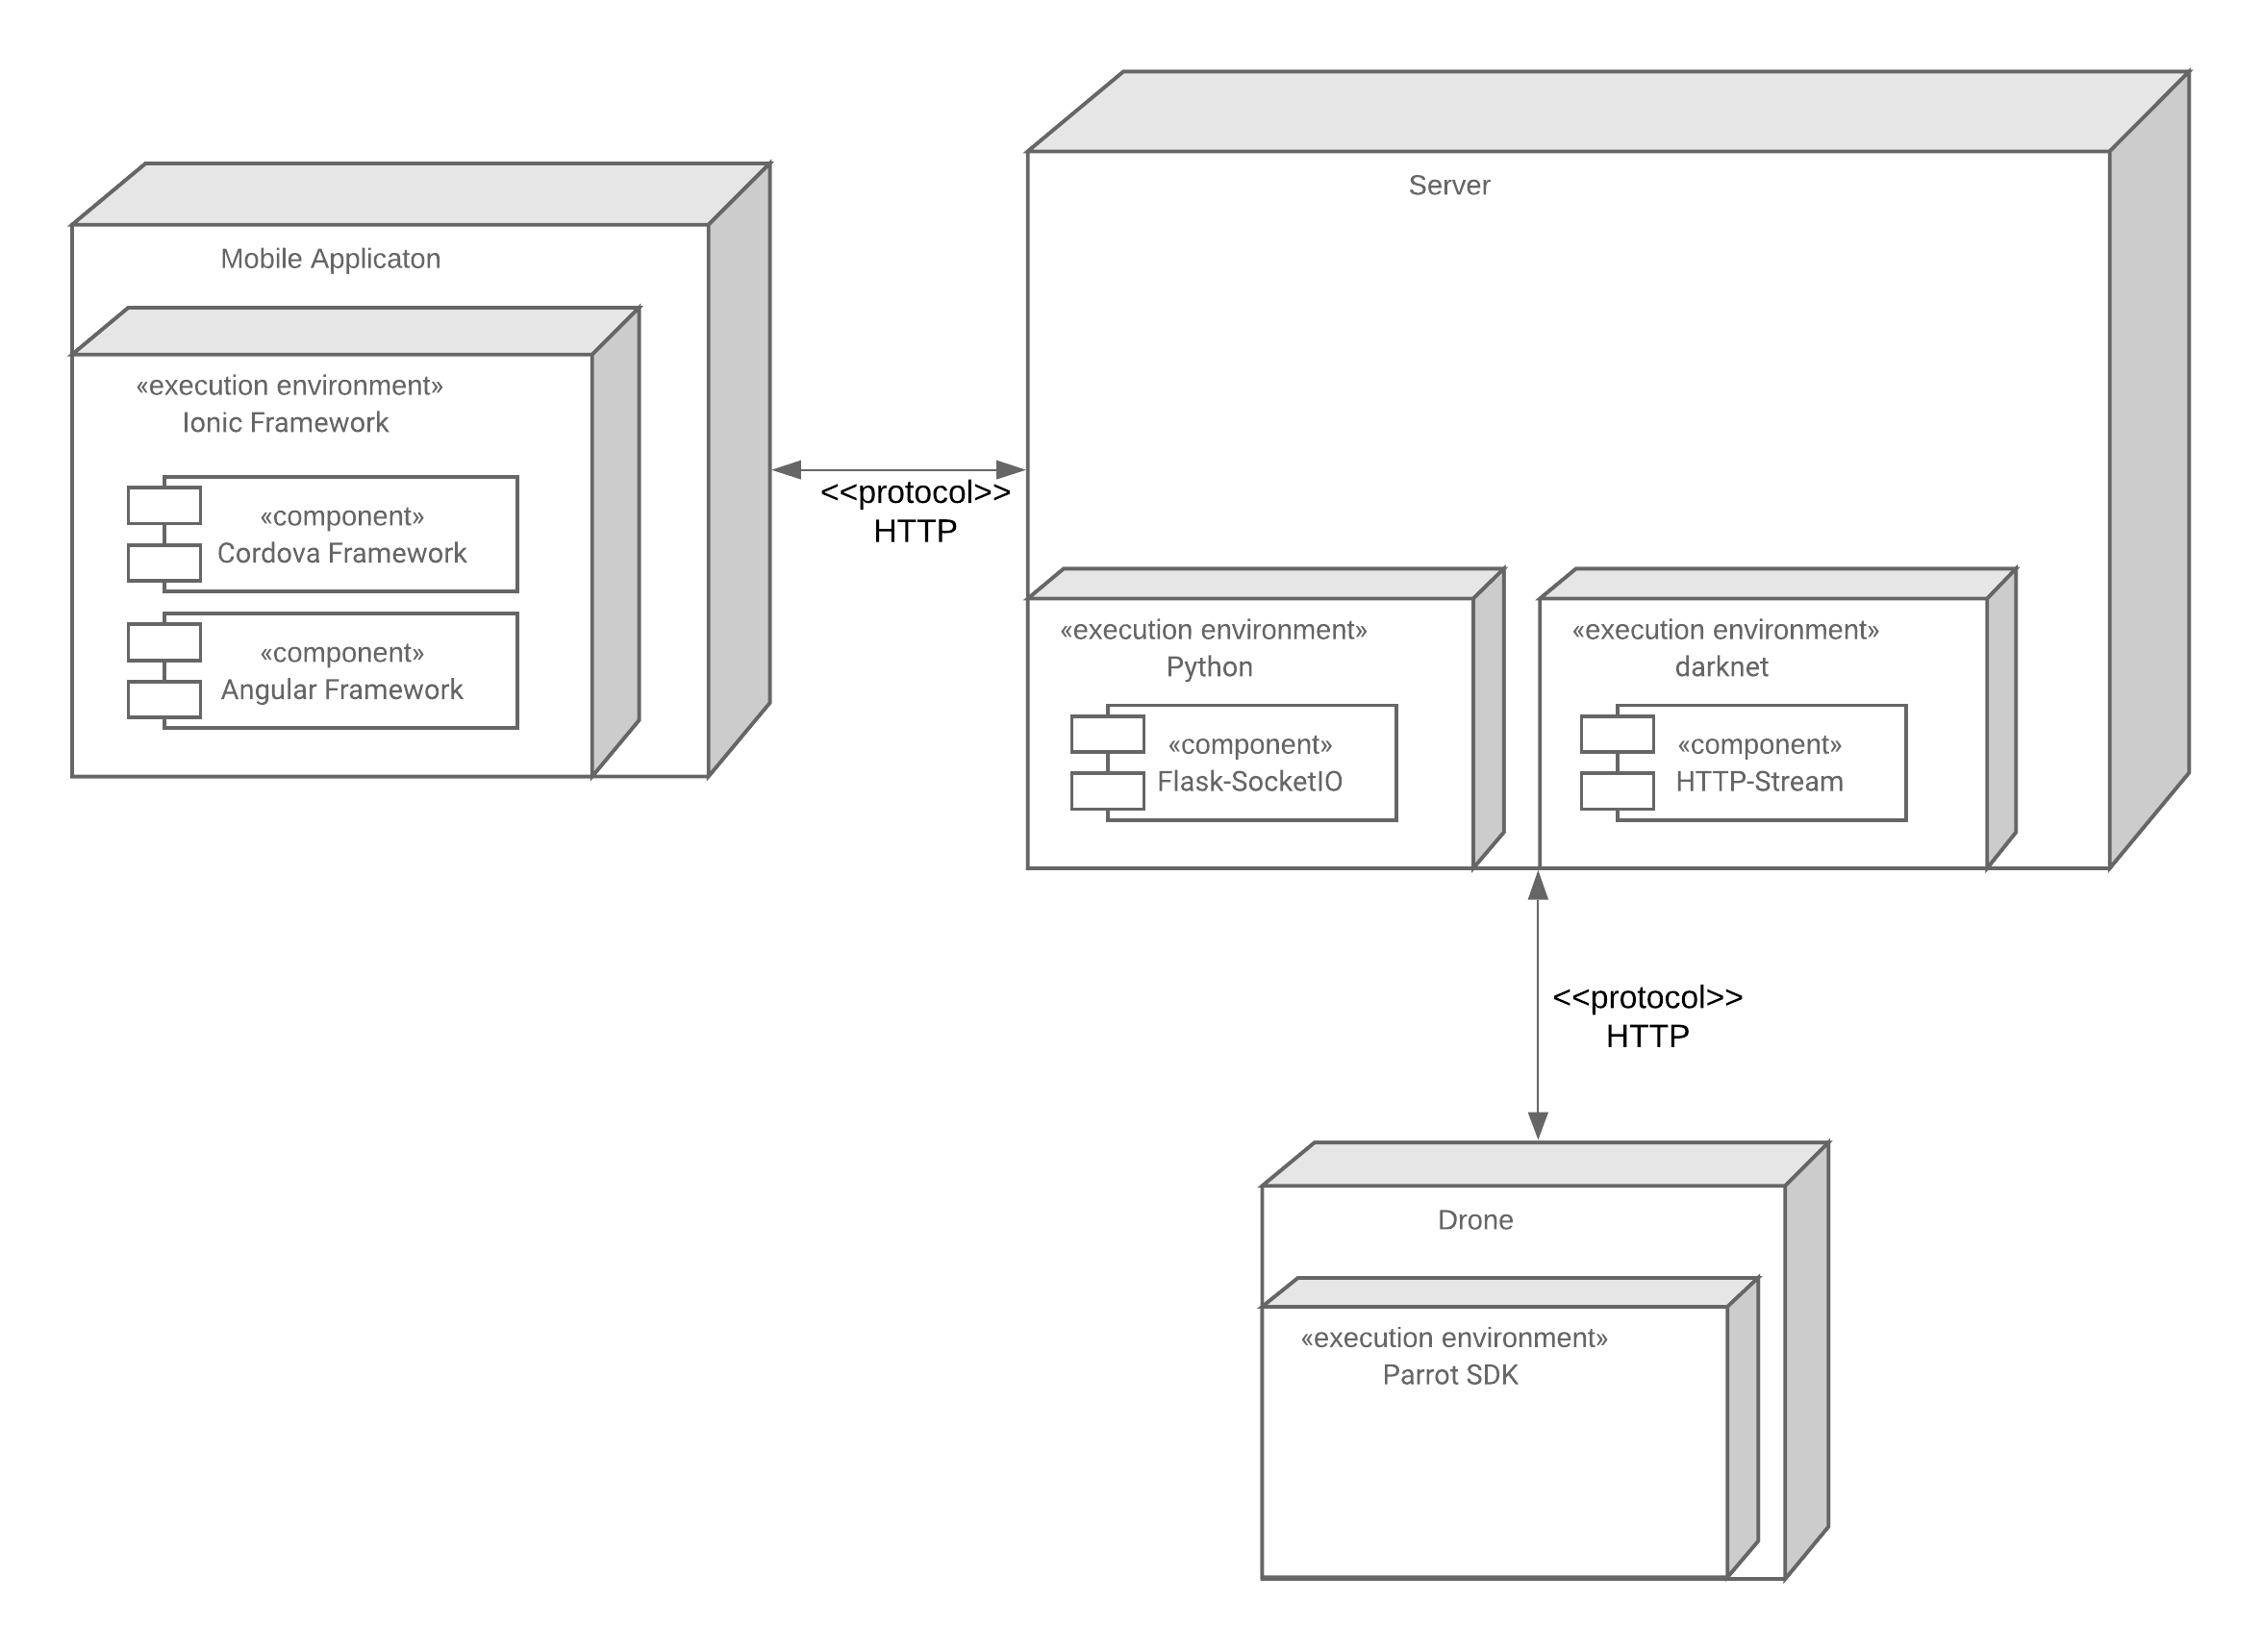 Server
Mobile Applicaton
«execution environment»
Ionic Framework
«component»
Cordova Framework
«component»
Angular Framework
<<protocol>>
HTTP
«execution environment»
Python
«component»
Flask-SocketIO
«execution environment»
darknet
«component»
HTTP-Stream
<<protocol>>
HTTP
Drone
«execution environment»
Parrot SDK